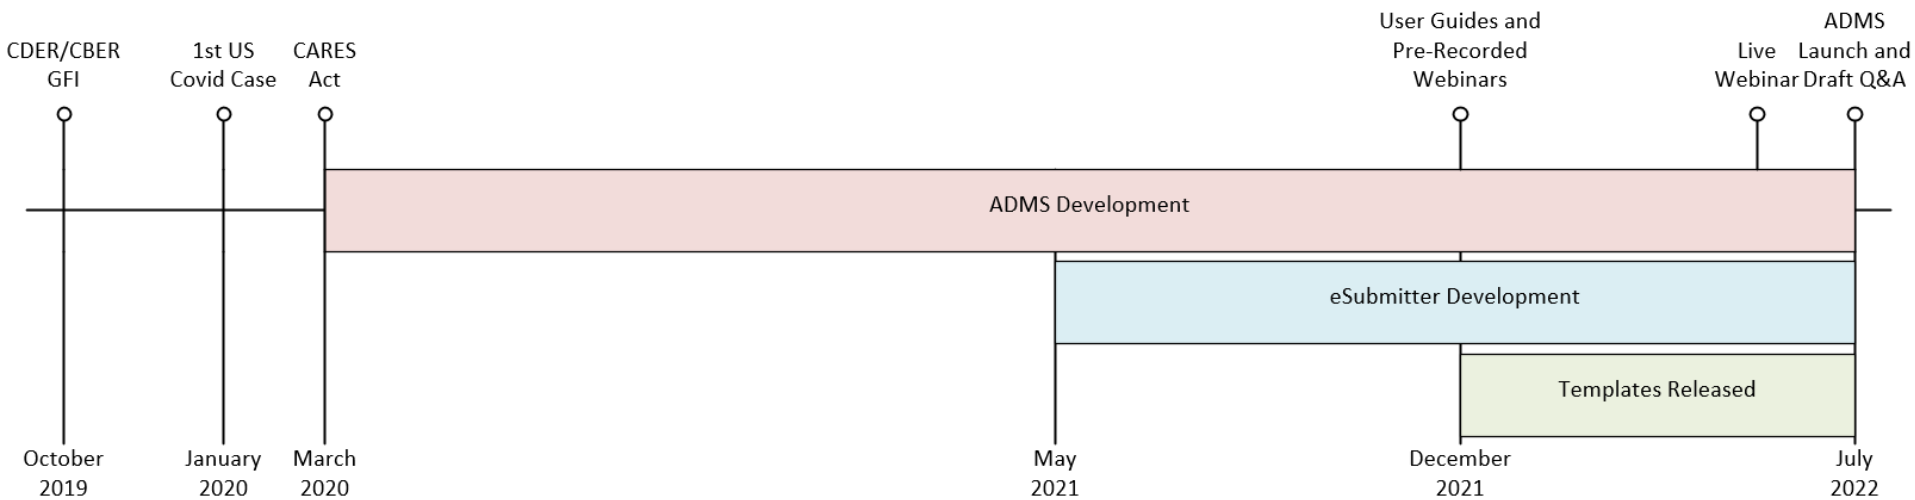 CDER/CBER
GFI
1st US
Covid Case
CARES
Act
User Guides and
Pre-Recorded
Webinars
Live
Webinar
ADMS
Launch and
Draft Q&A
ADMS Development
eSubmitter Development
Templates Released
October
2019
January
2020
March
2020
May
2021
December
2021
July
2022